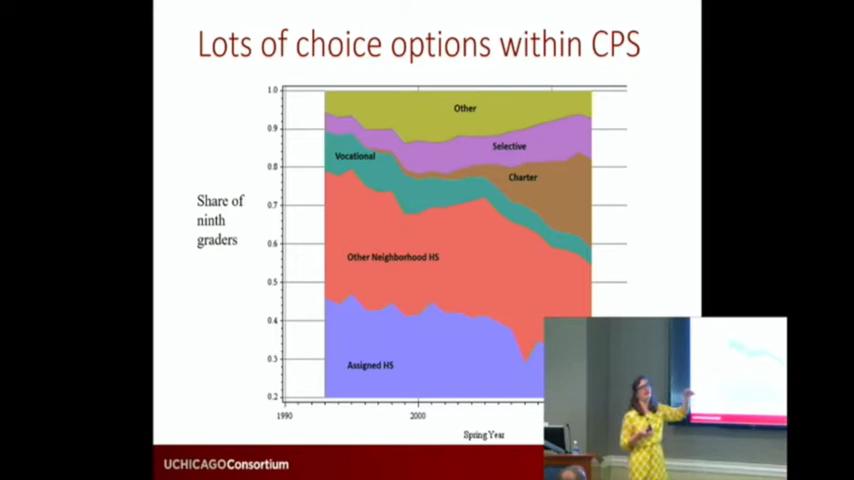 Lots of choice options within CPS
1.0
0.9
0.8
0.7
0.6
0.5
0.4
0.3
0.2
Share of
ninth
graders
Other
Selective
Vocational
Charter
Other Neighborhood HS
Assigned HS
1990
2000
Spring Year
UCHICAGOConsortium